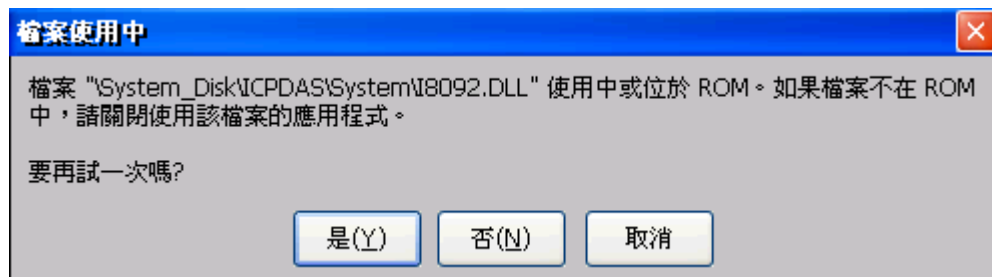 檔案使用中
檔案 "\System_Disk\ICPDAS\System\I8092.DLL" 使用中或位於 ROM。如果檔案不在 ROM
中，請關閉使用該檔案的應用程式。
要再試一次嗎?
是(Y) 否(N) 取消